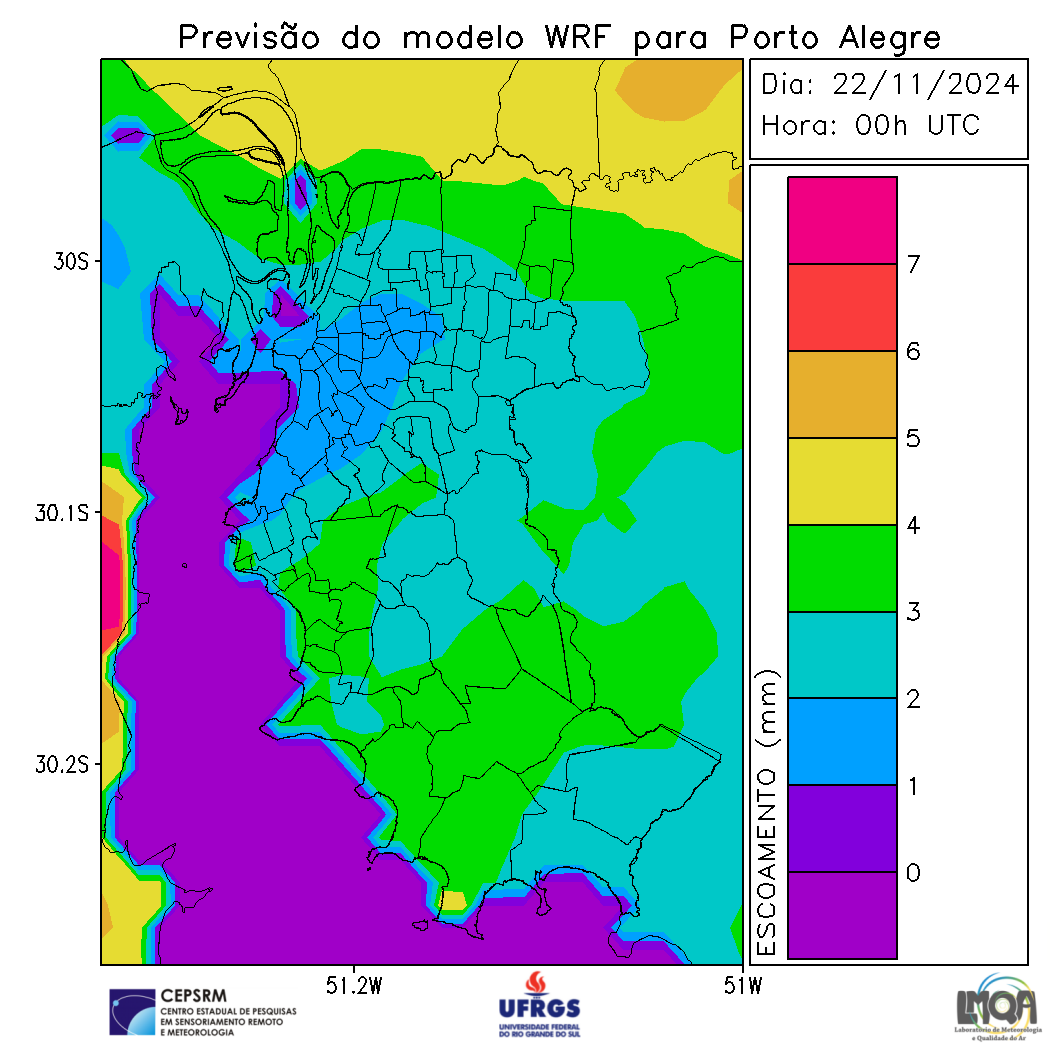 Previsão do modelo WRF para Porto Alegre
Dia: 22/11/2024
Hora: 00h UTC
30S
30.1S
30.2S
51.2W
51W
ESCOAMENTO (mm)
7
6
5
4
3
2
1
0
CEPSRM
CENTRO ESTADUAL DE PESQUISAS
EM SENSORIAMENTO REMOTO
E METEOROLOGIA
UFRGS
UNIVERSIDADE FEDERAL
DO RIO GRANDE DO SUL
LMQA
Laboratório de Meteorologia
e Qualidade do Ar